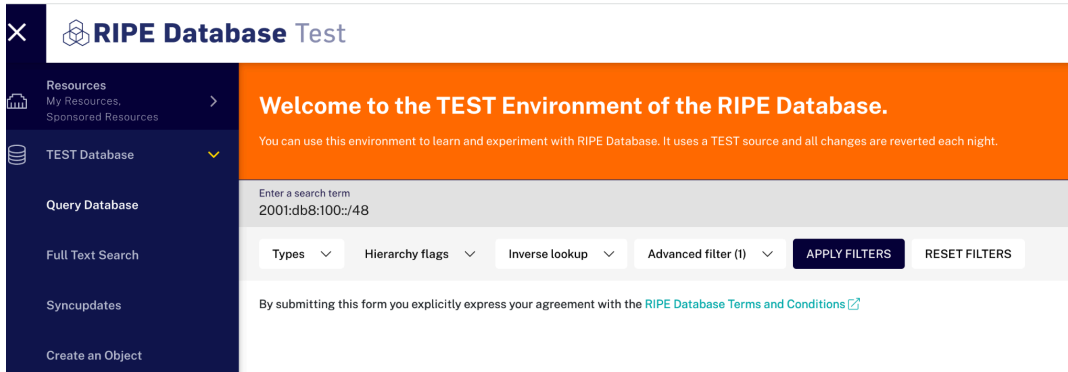 RIPE Database Test
Resources
My Resources,
Sponsored Resources
TEST Database
Query Database
Full Text Search
Syncupdates
Create an Object
Welcome to the TEST Environment of the RIPE Database.
You can use this environment to learn and experiment with RIPE Database. It uses a TEST source and all changes are reverted each night.
Enter a search term
2001:db8:100::/48
Types Hierarchy flags Inverse lookup Advanced filter (1) APPLY FILTERS RESET FILTERS
By submitting this form you explicitly express your agreement with the RIPE Database Terms and Conditions